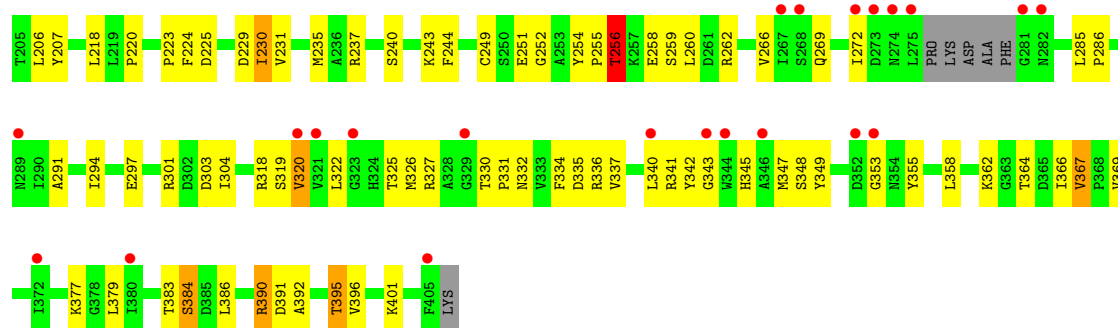 T205 L206 Y207 L218 L219 P220 P223 F224 D225 D229 I230 V231 M235 A236 R237 S240 K243 F244 C249 S250 E251 G252 A253 Y254 P255 T256 K257 E258 S259 L260 D261 R262 V266 I267 S268 Q269 I272 D273 N274 L275 PRO LYS ASP ALA PHE G281 N282 L285 P286
N289 I290 A291 I294 E297 R301 D302 D303 I304 R318 S319 V320 V321 L322 G323 H324 T325 M326 R327 A328 G329 T330 P331 N332 V333 F334 D335 R336 V337 L340 R341 Y342 G343 W344 H345 A346 M347 S348 Y349 D352 G353 N354 Y355 L358 K362 G363 T364 D365 I366 V367 P368 V369
I372 K377 G378 L379 I380 T383 S384 D385 L386 R390 D391 A392 T395 V396 K401 F405 LYS